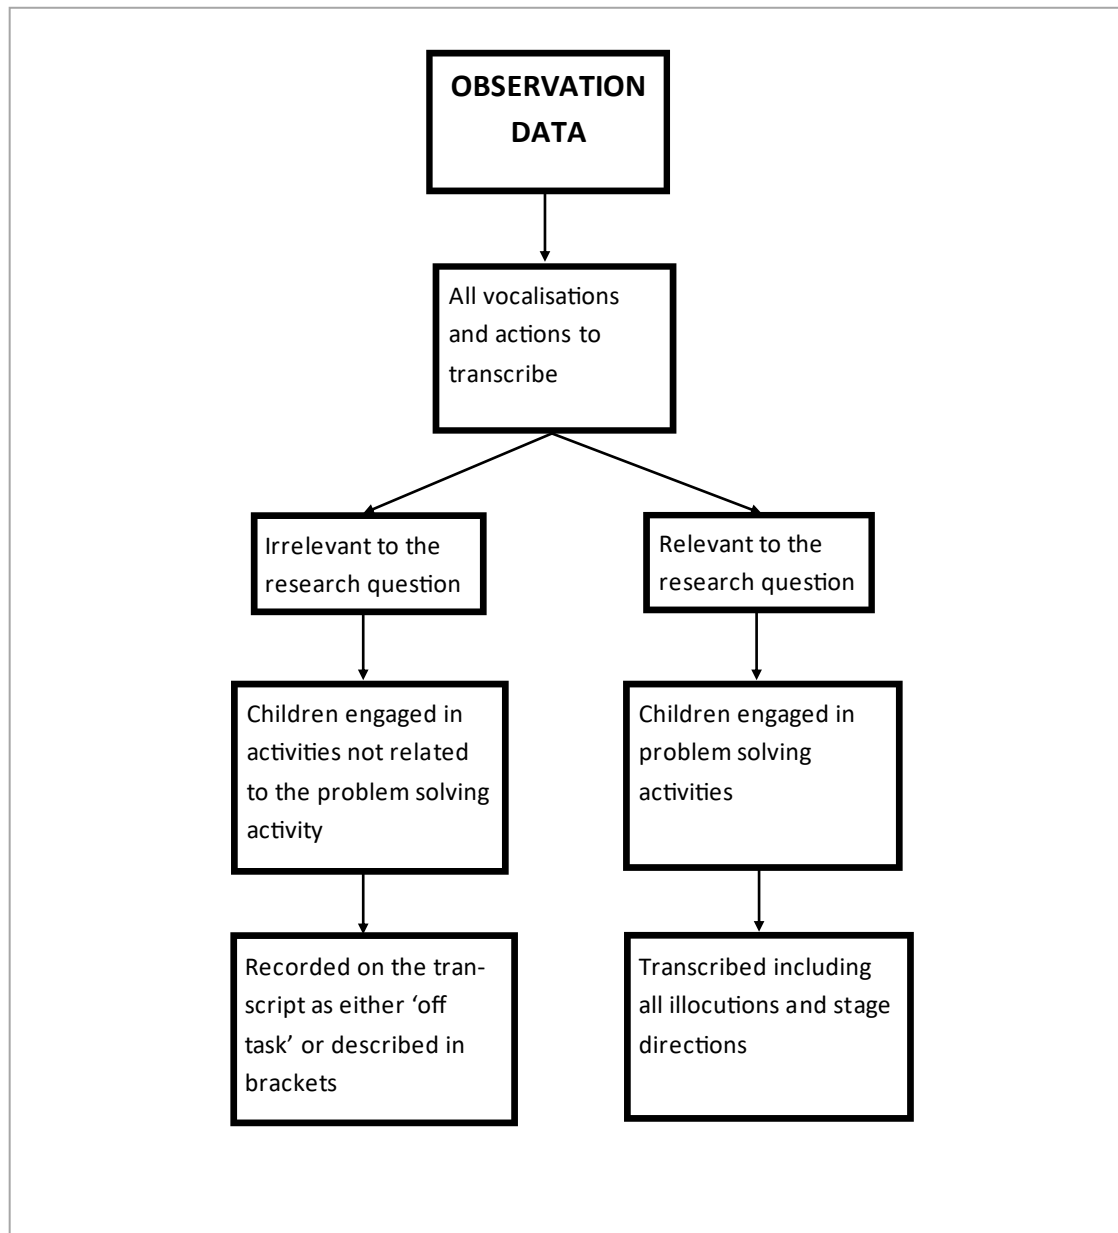 OBSERVATION
DATA
All vocalisations
and actions to
transcribe
Irrelevant to the
research question
Relevant to the
research question
Children engaged in
activities not related
to the problem solving
activity
Children engaged in
problem solving
activities
Recorded on the tran-
script as either ‘off
task’ or described in
brackets
Transcribed including
all illocutions and stage
directions